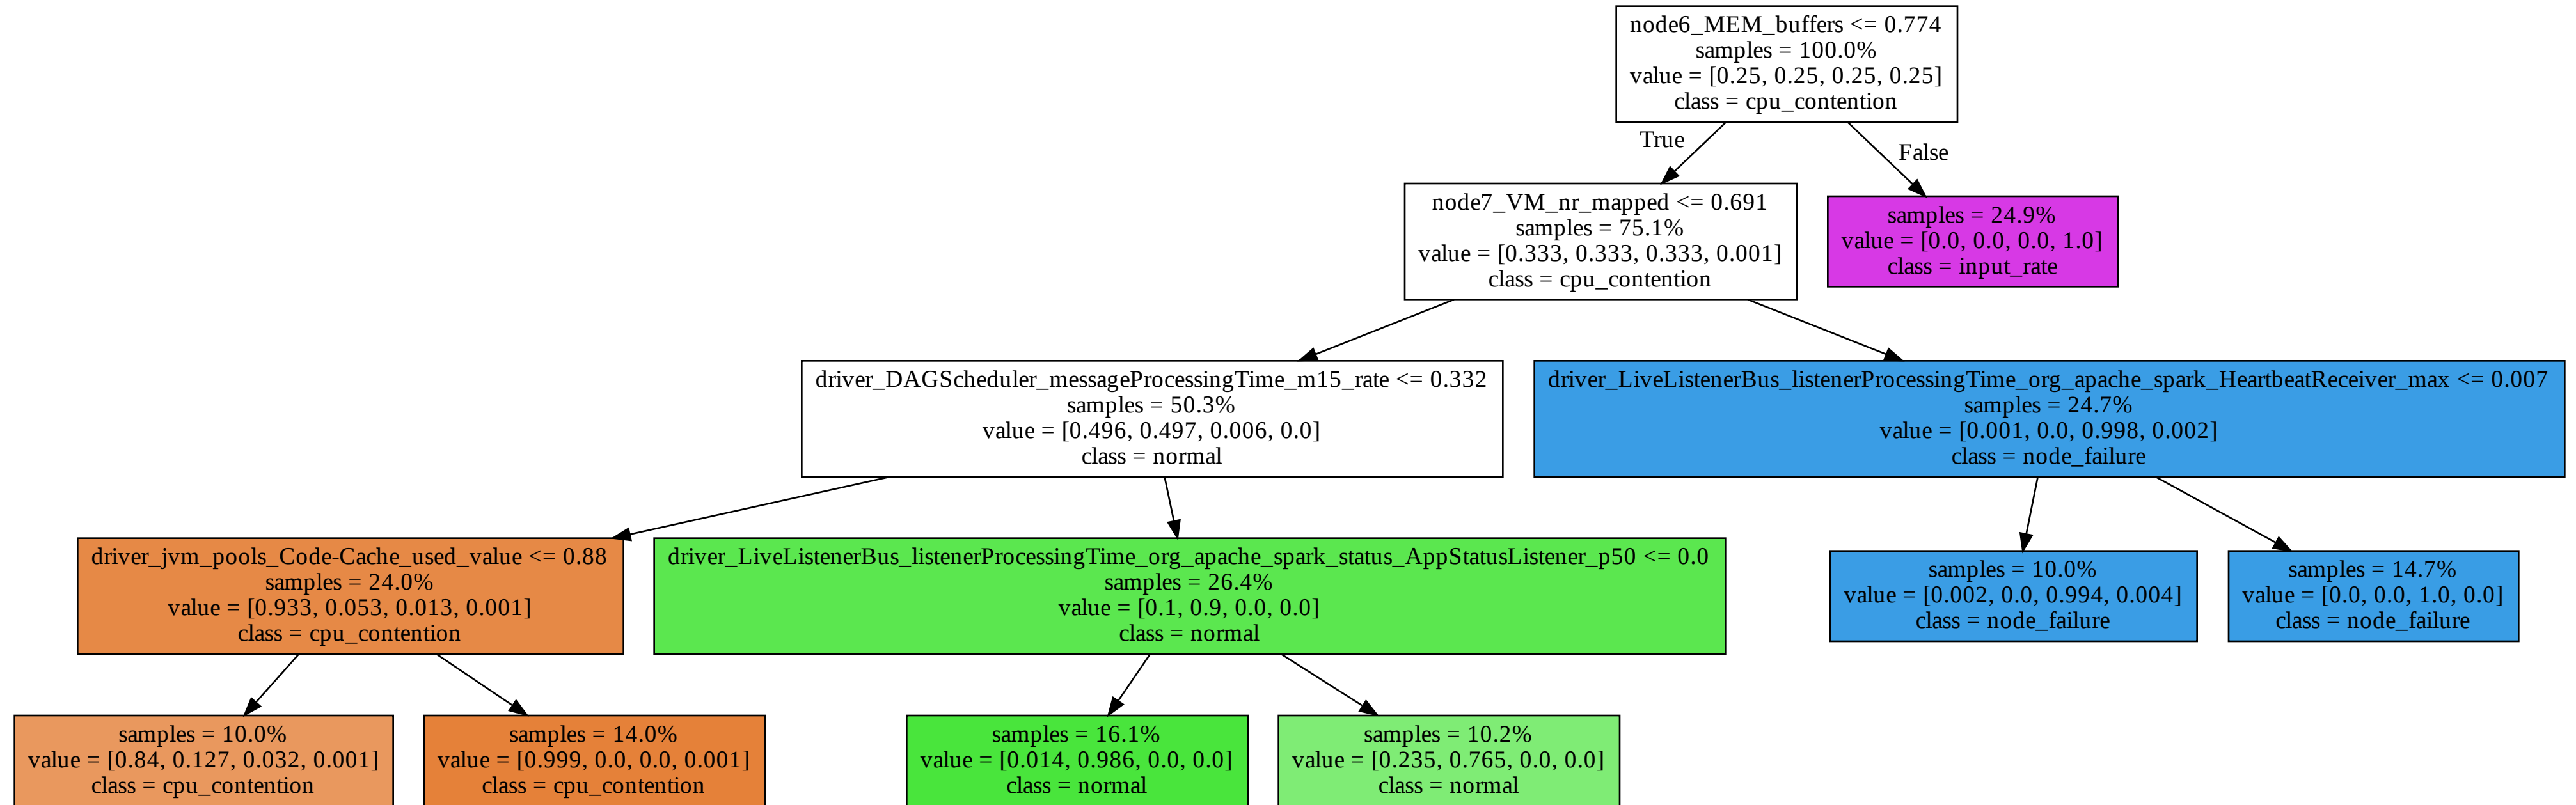 node6_MEM_buffers <= 0.774
samples = 100.0%
value = [0.25, 0.25, 0.25, 0.25]
class = cpu_contention
True
False
node7_VM_nr_mapped <= 0.691
samples = 75.1%
value = [0.333, 0.333, 0.333, 0.001]
class = cpu_contention
samples = 24.9%
value = [0.0, 0.0, 0.0, 1.0]
class = input_rate
driver_DAGScheduler_messageProcessingTime_m15_rate <= 0.332
samples = 50.3%
value = [0.496, 0.497, 0.006, 0.0]
class = normal
driver_LiveListenerBus_listenerProcessingTime_org_apache_spark_HeartbeatReceiver_max <= 0.007
samples = 24.7%
value = [0.001, 0.0, 0.998, 0.002]
class = node_failure
driver_jvm_pools_Code-Cache_used_value <= 0.88
samples = 24.0%
value = [0.933, 0.053, 0.013, 0.001]
class = cpu_contention
driver_LiveListenerBus_listenerProcessingTime_org_apache_spark_status_AppStatusListener_p50 <= 0.0
samples = 26.4%
value = [0.1, 0.9, 0.0, 0.0]
class = normal
samples = 10.0%
value = [0.002, 0.0, 0.994, 0.004]
class = node_failure
samples = 14.7%
value = [0.0, 0.0, 1.0, 0.0]
class = node_failure
samples = 10.0%
value = [0.84, 0.127, 0.032, 0.001]
class = cpu_contention
samples = 14.0%
value = [0.999, 0.0, 0.0, 0.001]
class = cpu_contention
samples = 16.1%
value = [0.014, 0.986, 0.0, 0.0]
class = normal
samples = 10.2%
value = [0.235, 0.765, 0.0, 0.0]
class = normal